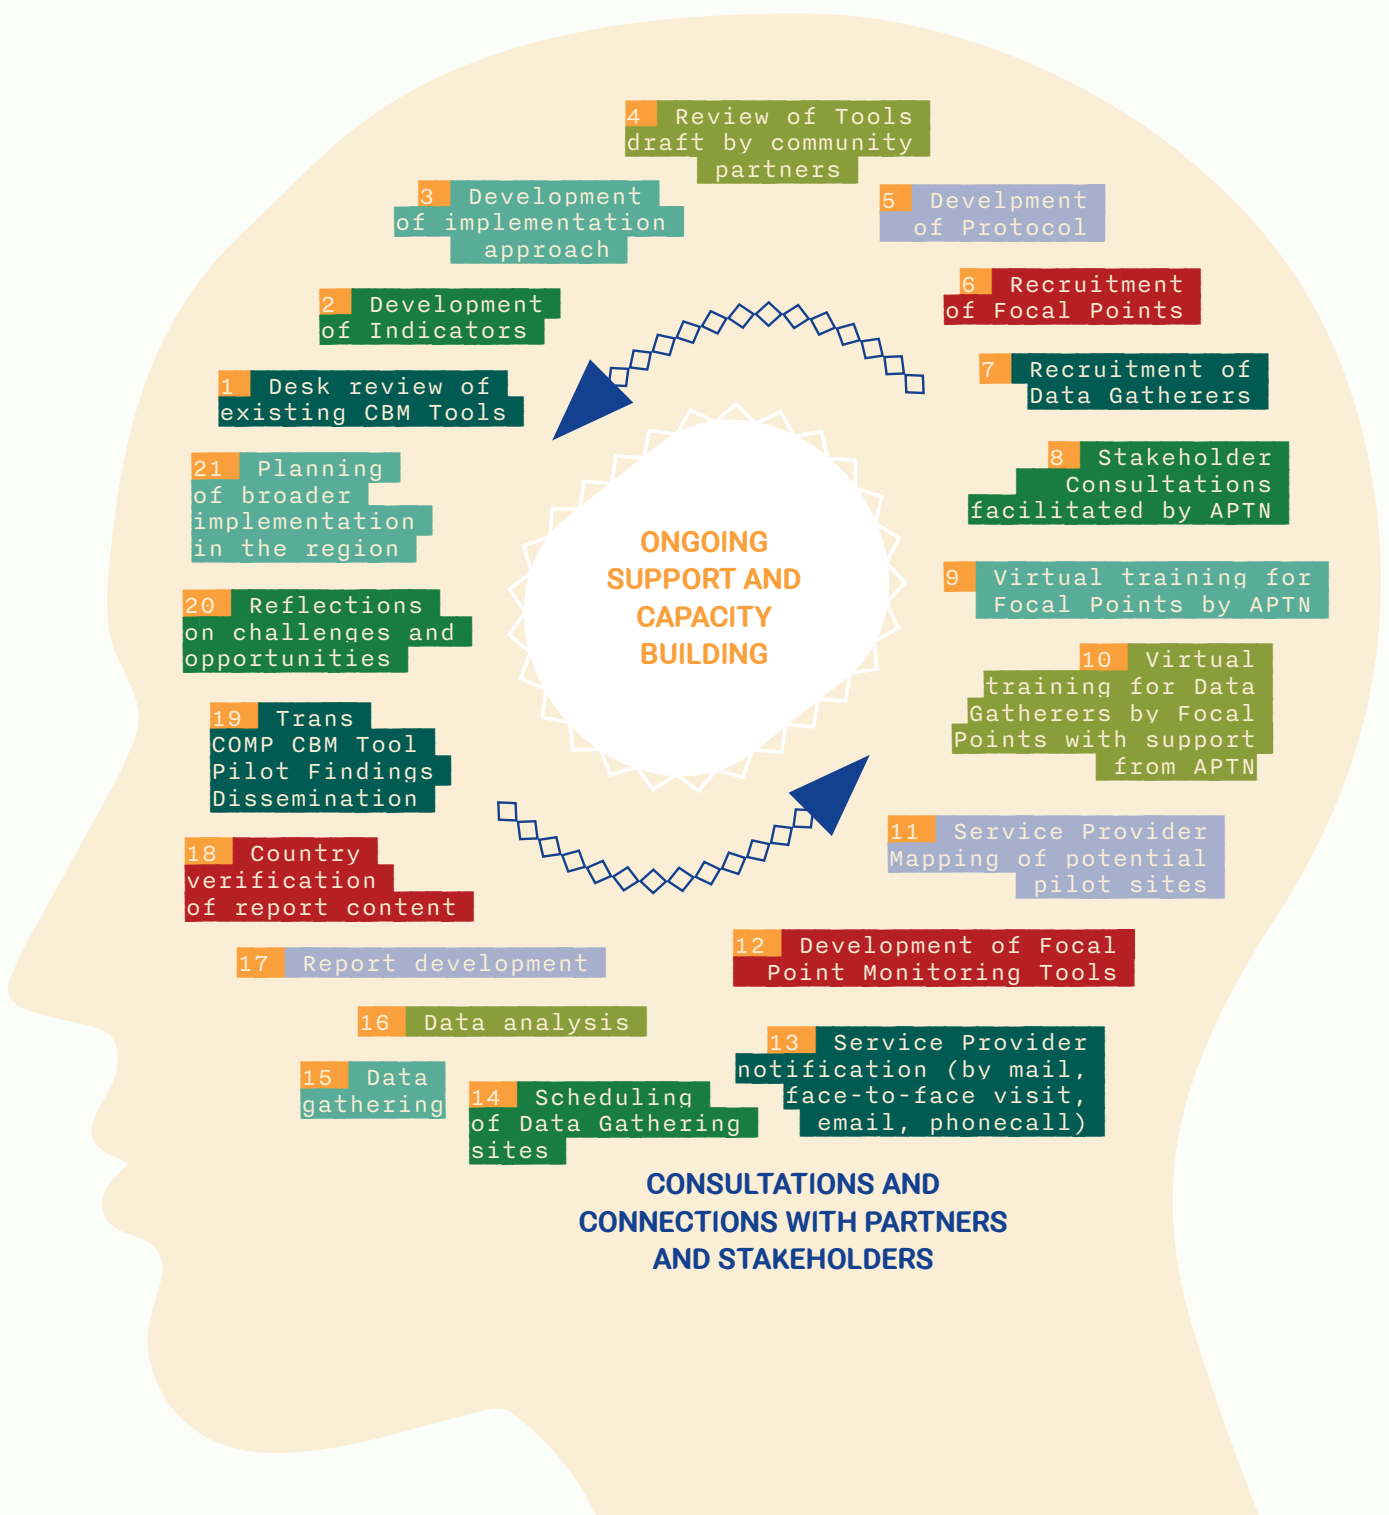 1 Desk review of
existing CBM Tools
2 Development
of Indicators
3 Development
of implementation
approach
4 Review of Tools
draft by community
partners
5 Develpment
of Protocol
6 Recruitment
of Focal Points
7 Recruitment of
Data Gatherers
8 Stakeholder
Consultations
facilitated by APTN
9 Virtual training for
Focal Points by APTN
10 Virtual
training for Data
Gatherers by Focal
Points with support
from APTN
11 Service Provider
Mapping of potential
pilot sites
12 Development of Focal
Point Monitoring Tools
13 Service Provider
notification (by mail,
face-to-face visit,
email, phonecall)
14 Scheduling
of Data Gathering
sites
15 Data
gathering
16 Data analysis
17 Report development
18 Country
verification
of report content
19 Trans
COMP CBM Tool
Pilot Findings
Dissemination
20 Reflections
on challenges and
opportunities
21 Planning
of broader
implementation
in the region
ONGOING
SUPPORT AND
CAPACITY
BUILDING
CONSULTATIONS AND
CONNECTIONS WITH PARTNERS
AND STAKEHOLDERS